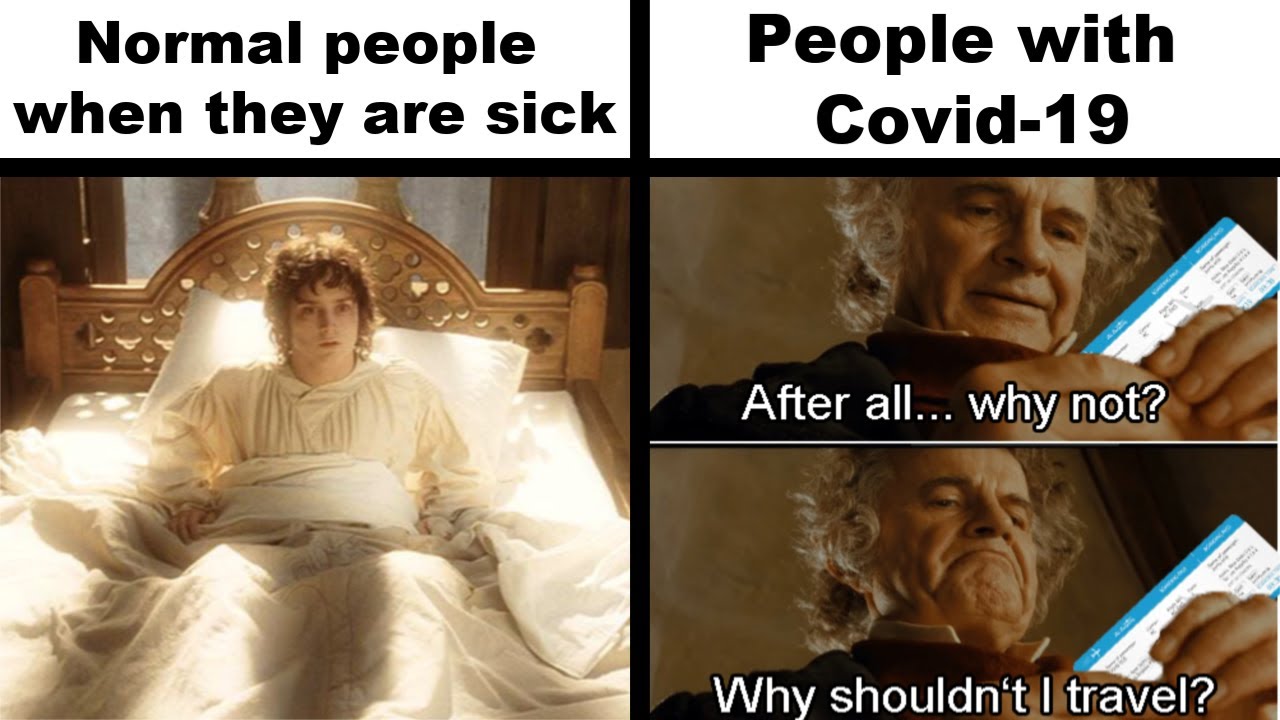 Normal people
when they are sick
People with
Covid-19
After all... why not?
Why shouldn't I travel?